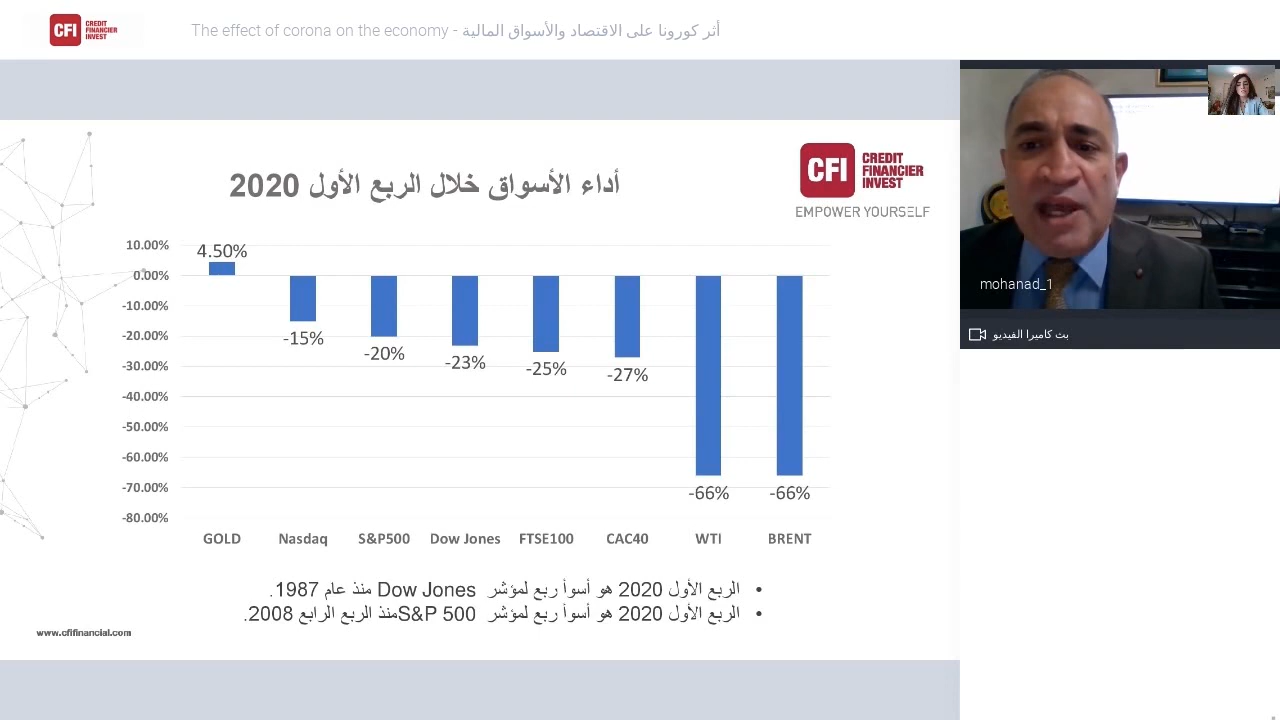 CFI CREDIT FINANCIER INVEST
The effect of corona on the economy - أثر كورونا على الاقتصاد والأسواق المالية
CFI CREDIT FINANCIER INVEST
EMPOWER YOURSELF
أداء الأسواق خلال الربع الأول 2020
10.00%
0.00%
-10.00%
-20.00%
-30.00%
-40.00%
-50.00%
-60.00%
-70.00%
-80.00%
4.50%
-15%
-20%
-23%
-25%
-27%
-66%
-66%
GOLD Nasdaq S&P500 Dow Jones FTSE100 CAC40 WTI BRENT
• الربع الأول 2020 هو أسوأ ربع لمؤشر Dow Jones منذ عام 1987.
• الربع الأول 2020 هو أسوأ ربع لمؤشر S&P 500منذ الربع الرابع 2008.
www.cfifinancial.com
mohanad_1
بث كاميرا الفيديو